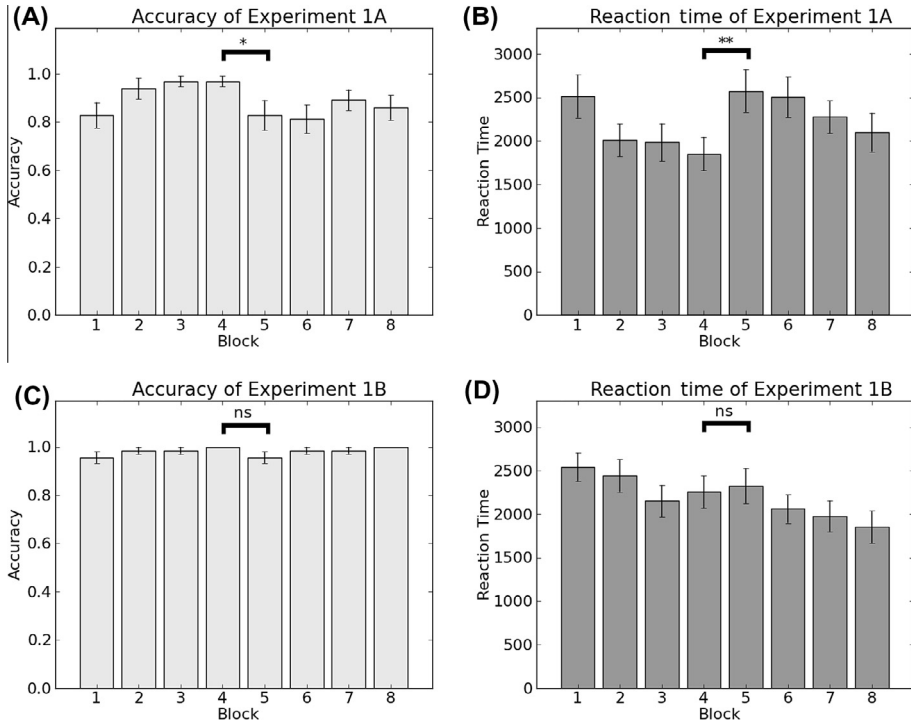 (A)
Accuracy of Experiment 1A
*
1.0
0.8
0.6
0.4
0.2
0.0
Accuracy
1 2 3 4 5 6 7 8
Block
(B)
Reaction time of Experiment 1A
**
3000
2500
2000
1500
1000
500
0
Reaction Time
1 2 3 4 5 6 7 8
Block
(C)
Accuracy of Experiment 1B
ns
1.0
0.8
0.6
0.4
0.2
0.0
Accuracy
1 2 3 4 5 6 7 8
Block
(D)
Reaction time of Experiment 1B
ns
3000
2500
2000
1500
1000
500
0
Reaction Time
1 2 3 4 5 6 7 8
Block